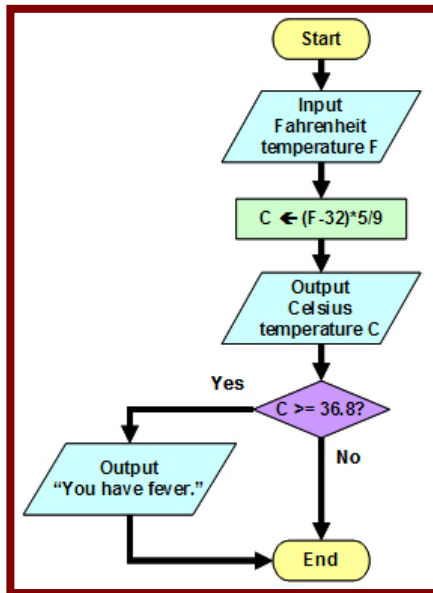 Start
Input
Fahrenheit
temperature F
C ← (F-32)*5/9
Output
Celsius
temperature C
Yes
C >= 36.8?
No
Output
“You have fever.”
End